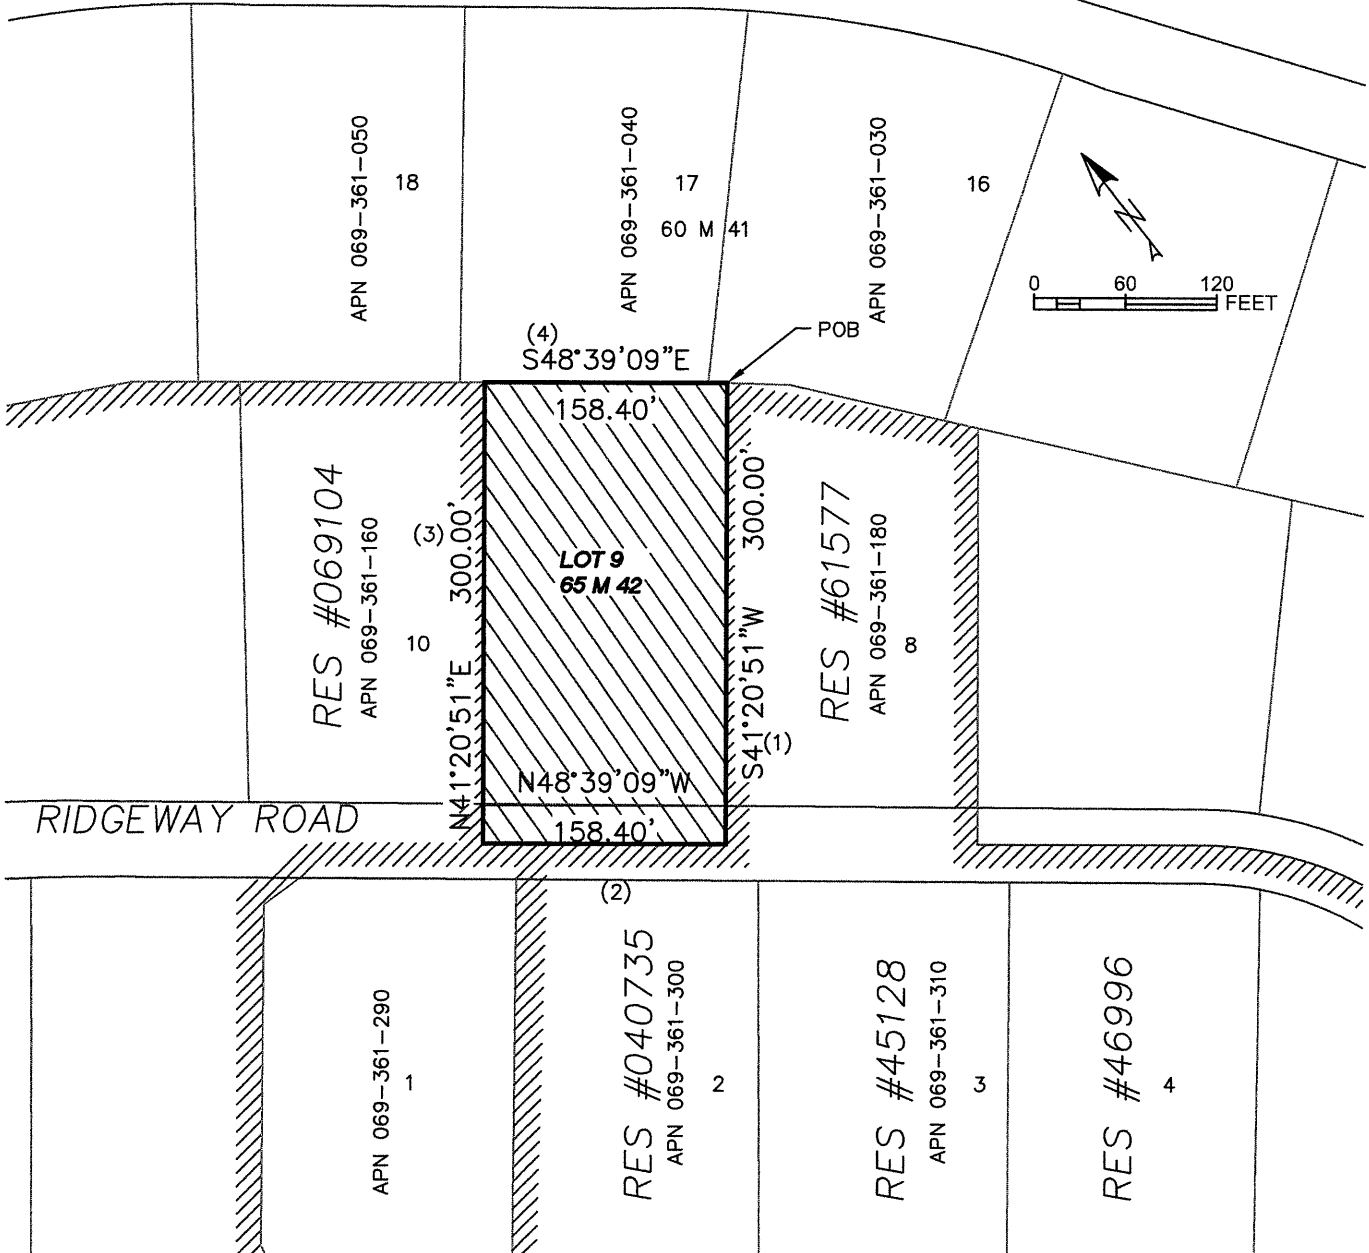 APN 069-361-050
18
APN 069-361-040
17
60 M 41
APN 069-361-030
16
N
0 60 120
FEET
POB
(4)
S48°39'09"E
158.40'
RES #069104
APN 069-361-160
10
(3)
N41°20'51"E 300.00'
LOT 9
65 M 42
S41°20'51"W 300.00'
(1)
RES #61577
APN 069-361-180
8
N48°39'09"W
158.40'
(2)
RIDGEWAY ROAD
APN 069-361-290
1
RES #040735
APN 069-361-300
2
RES #45128
APN 069-361-310
3
RES #46996
4